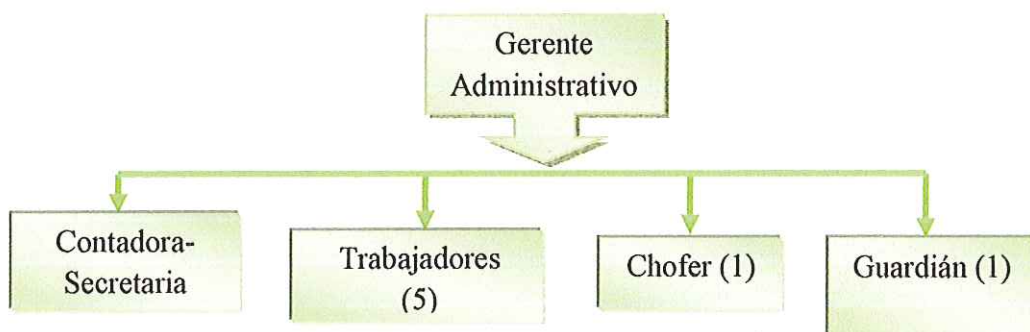 Gerente
Administrativo
Contadora-
Secretaria
Trabajadores
(5)
Chofer (1)
Guardián (1)